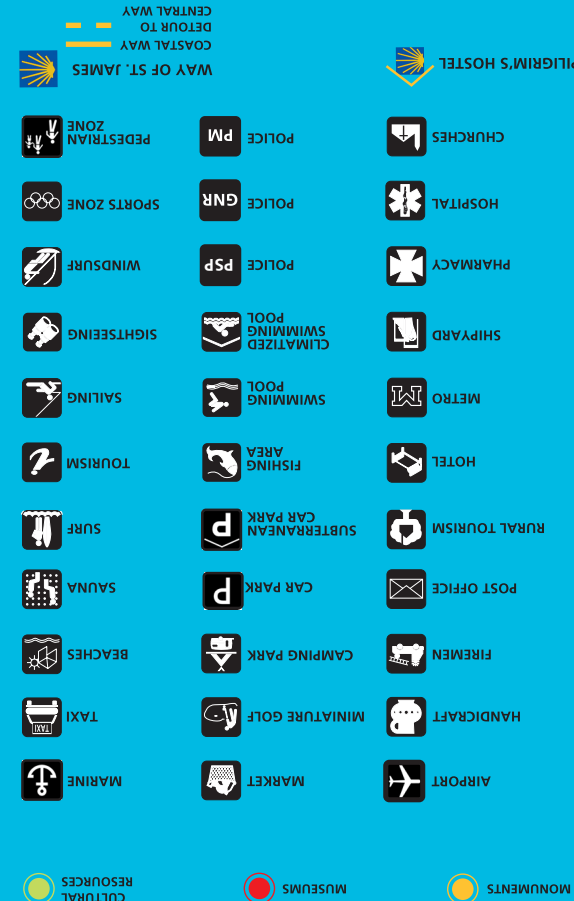 MONUMENTS
MUSEUMS
CULTURAL
RESOURCES
AIRPORT
HANDICRAFT
FIREMEN
POST OFFICE
RURAL TOURISM
HOTEL
M
METRO
SHIPYARD
PHARMACY
HOSPITAL
CHURCHES
PILIGRIM'S HOSTEL
MARKET
MINIATURE GOLF
CAMPING PARK
P
CAR PARK
P
SUBTERRANEAN
CAR PARK
FISHING
AREA
SWIMMING
POOL
CLIMATIZED
SWIMMING
POOL
PSP
POLICE
GNR
POLICE
PM
POLICE
MARINE
TAXI
TAXI
BEACHES
SAUNA
SURF
TOURISM
SAILING
SIGHTSEEING
WINDSURF
SPORTS ZONE
PEDESTRIAN
ZONE
WAY OF ST. JAMES
COASTAL WAY
DETOUR TO
CENTRAL WAY